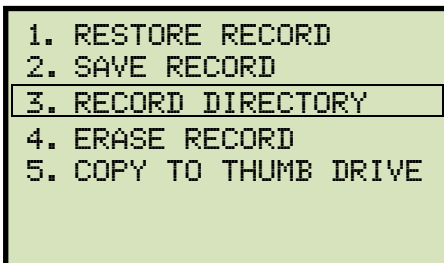 1. RESTORE RECORD
2. SAVE RECORD
3. RECORD DIRECTORY
4. ERASE RECORD
5. COPY TO THUMB DRIVE